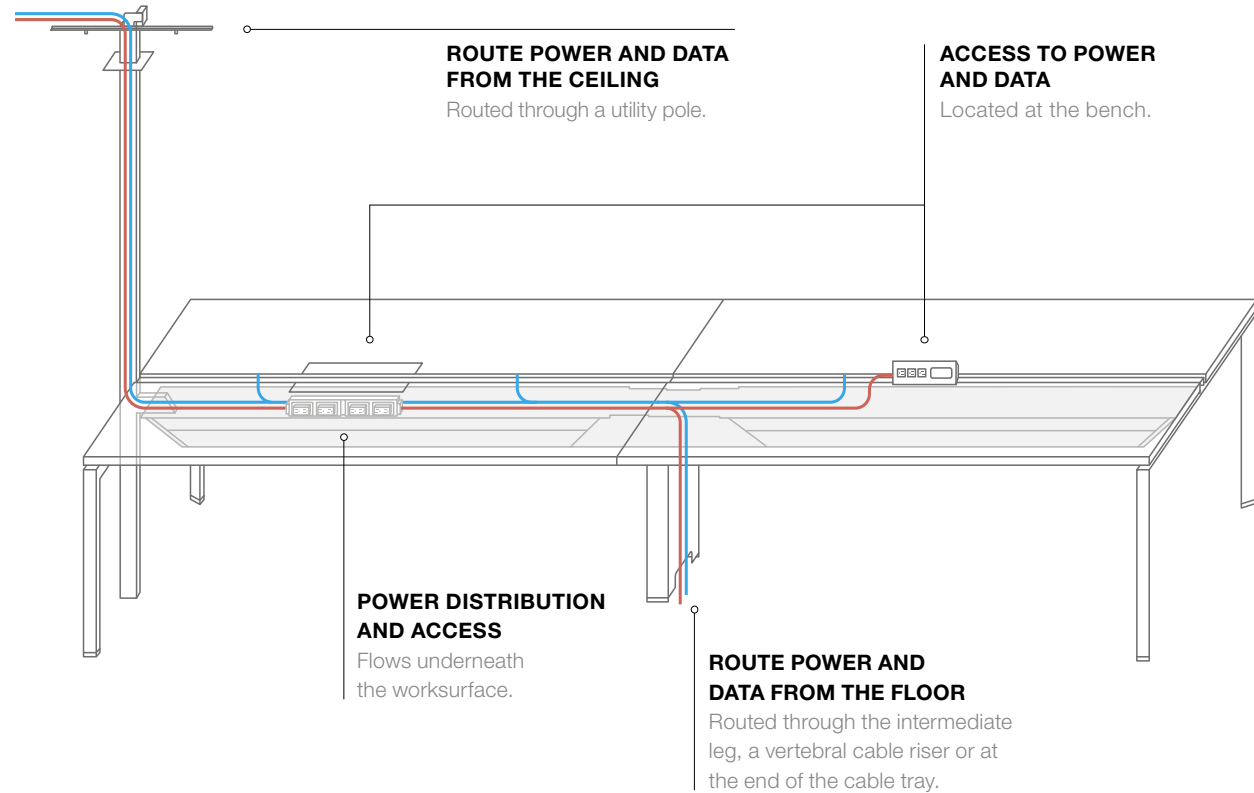 ROUTE POWER AND DATA
FROM THE CEILING
Routed through a utility pole.
ACCESS TO POWER
AND DATA
Located at the bench.
POWER DISTRIBUTION
AND ACCESS
Flows underneath
the worksurface.
ROUTE POWER AND
DATA FROM THE FLOOR
Routed through the intermediate
leg, a vertebral cable riser or at
the end of the cable tray.